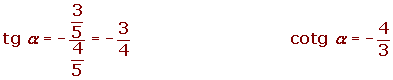 tg α = - (3/5)/(4/5) = - 3/4 cotg α = - 4/3